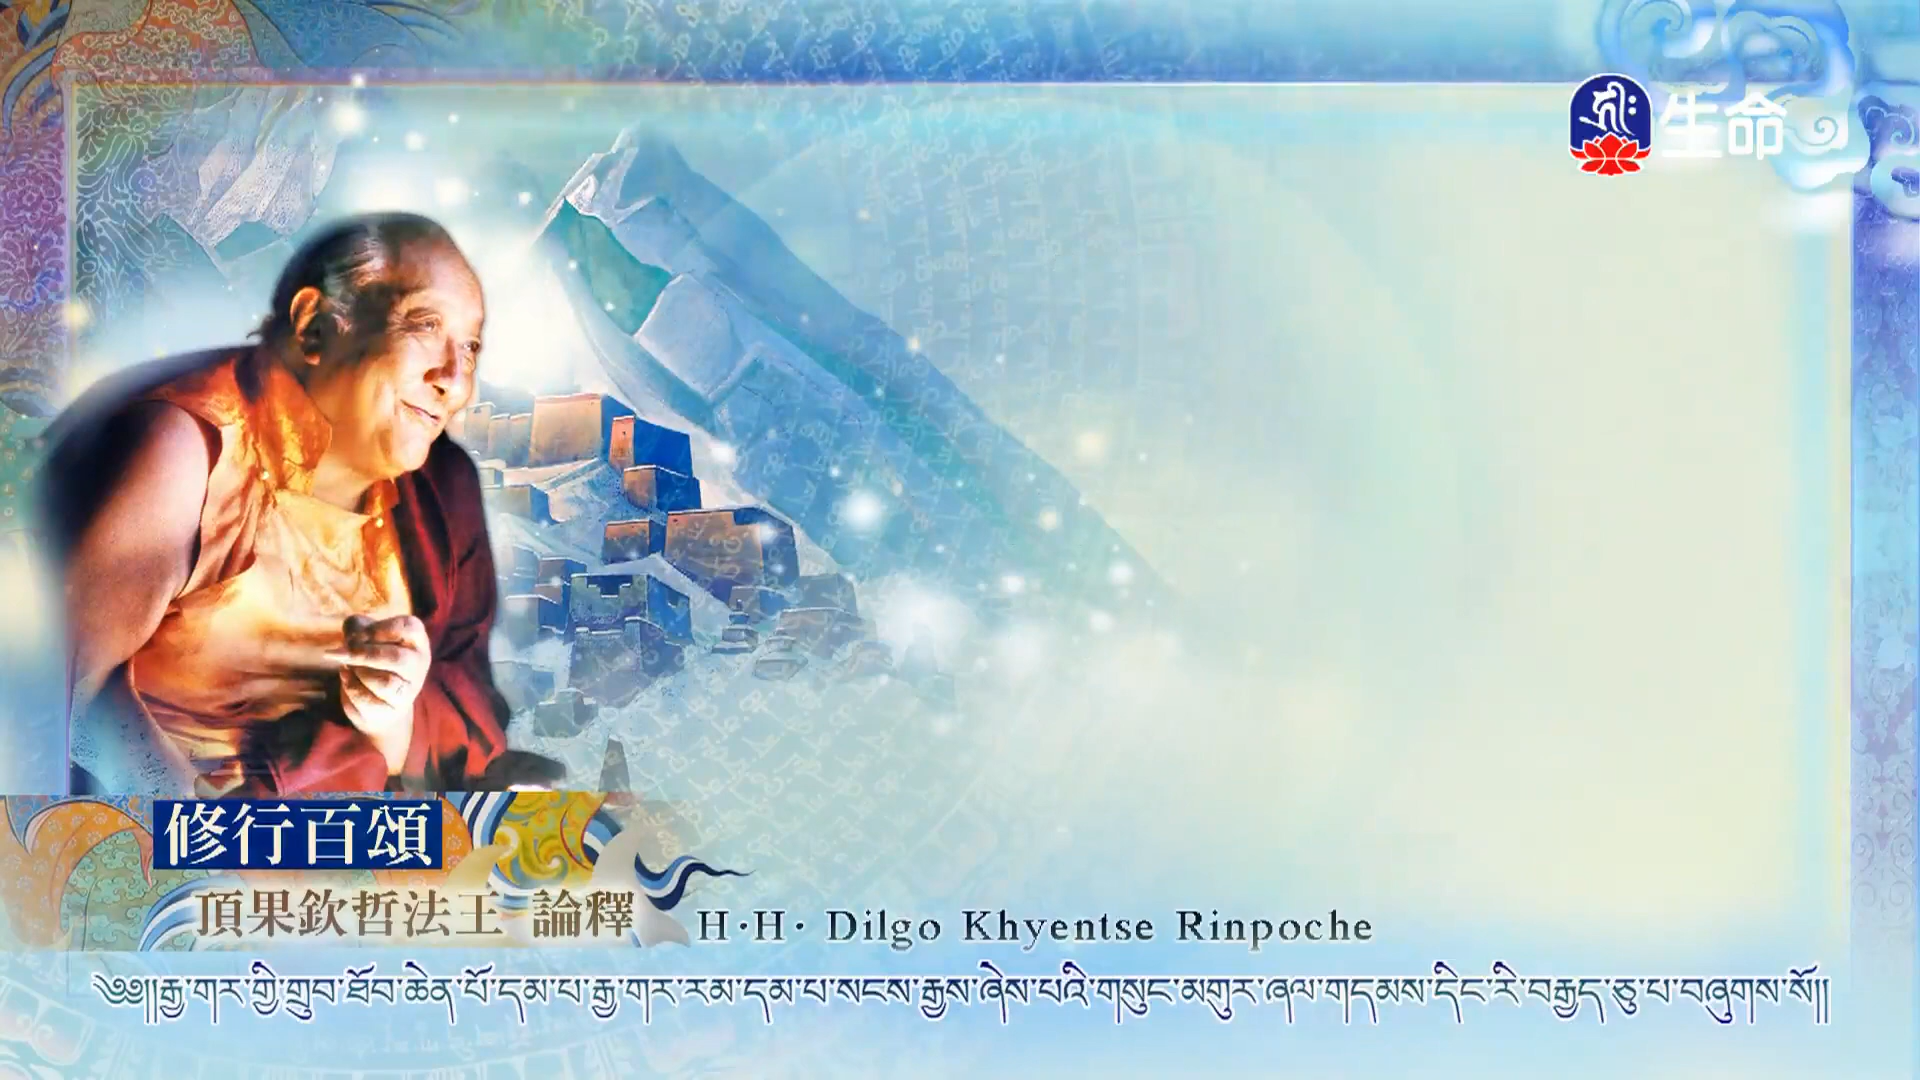 生命
修行百頌
頂果欽哲法王 論釋
H·H· Dilgo Khyentse Rinpoche
༄༅།།རྒྱ་གར་གྱི་གྲུབ་ཐོབ་ཆེན་པོ་དམ་པ་རྒྱ་གར་རམ་དམ་པ་སངས་རྒྱས་ཞེས་པའི་གསུང་མགུར་ཞལ་གདམས་དིང་རི་བརྒྱད་ཅུ་པ་བཞུགས་སོ།།